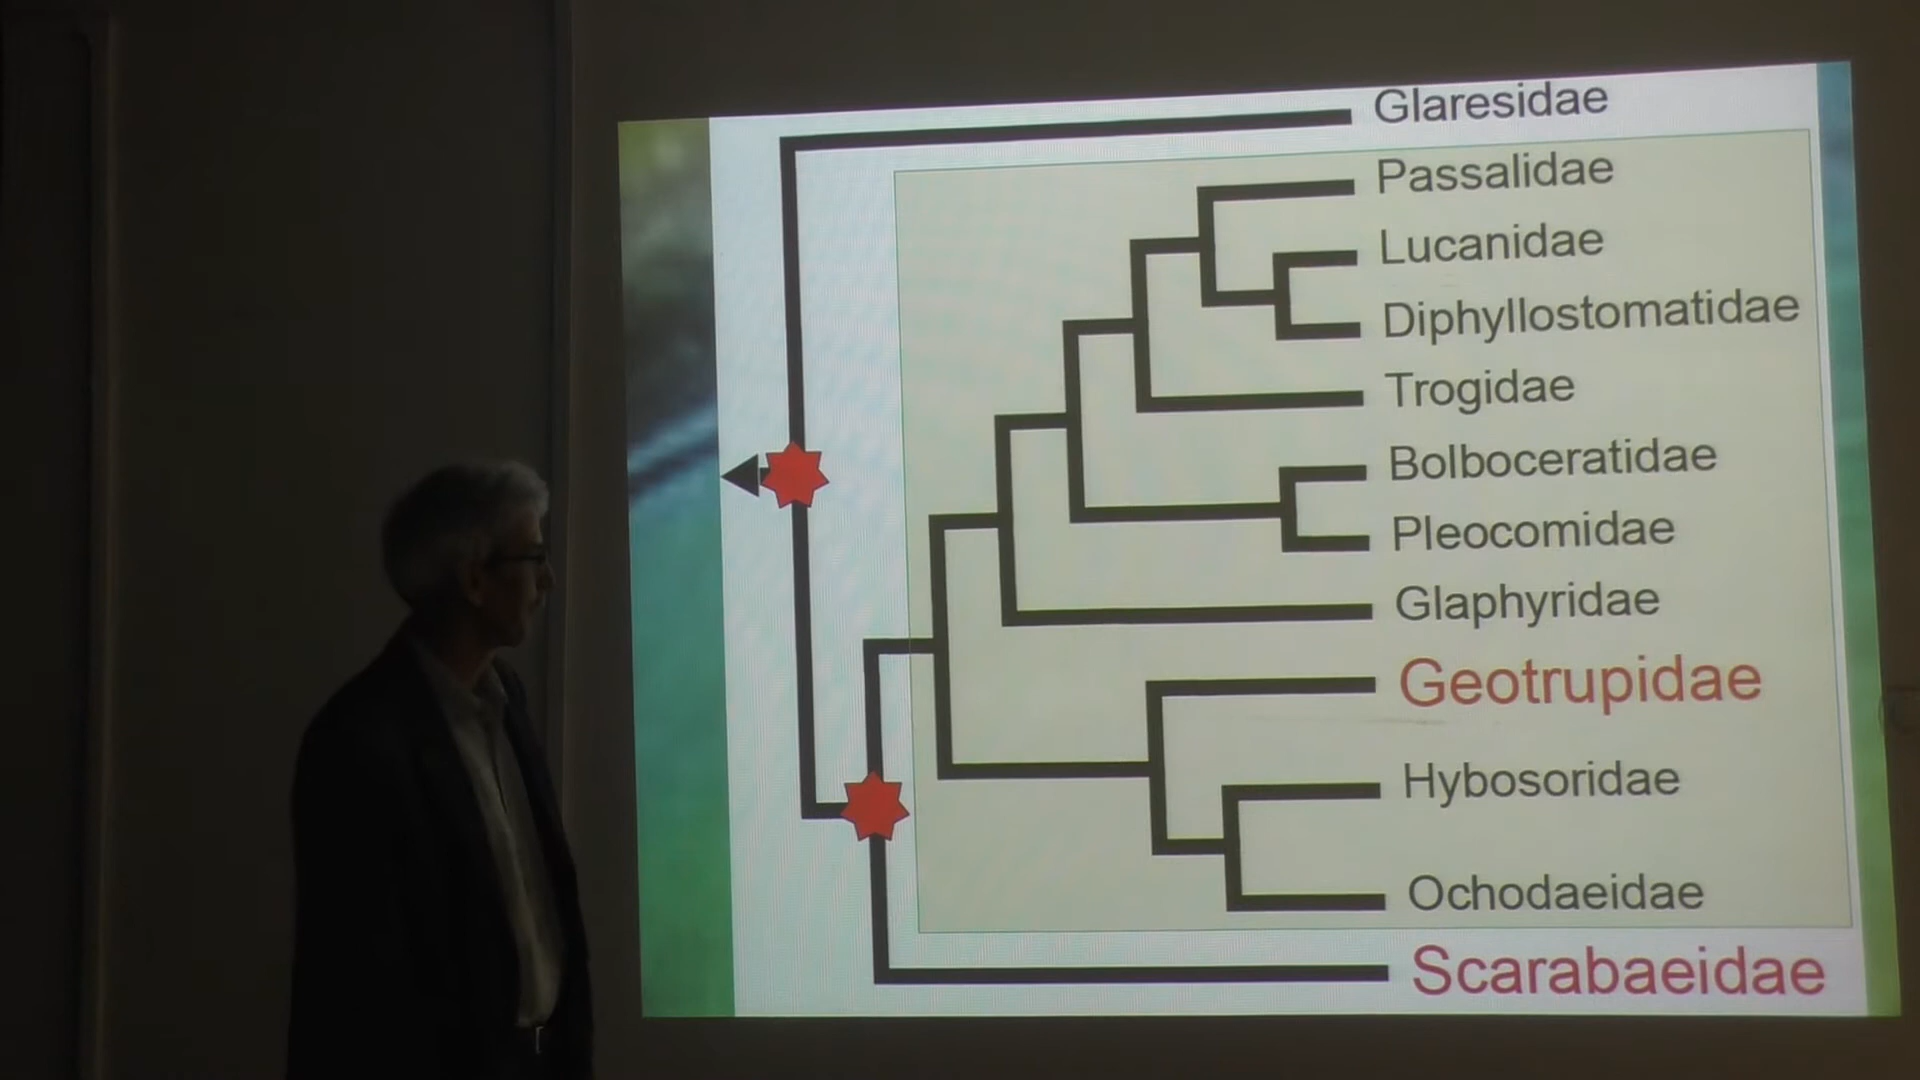 Glaresidae
Passalidae
Lucanidae
Diphyllostomatidae
Trogidae
Bolboceratidae
Pleocomidae
Glaphyridae
Geotrupidae
Hybosoridae
Ochodaeidae
Scarabaeidae